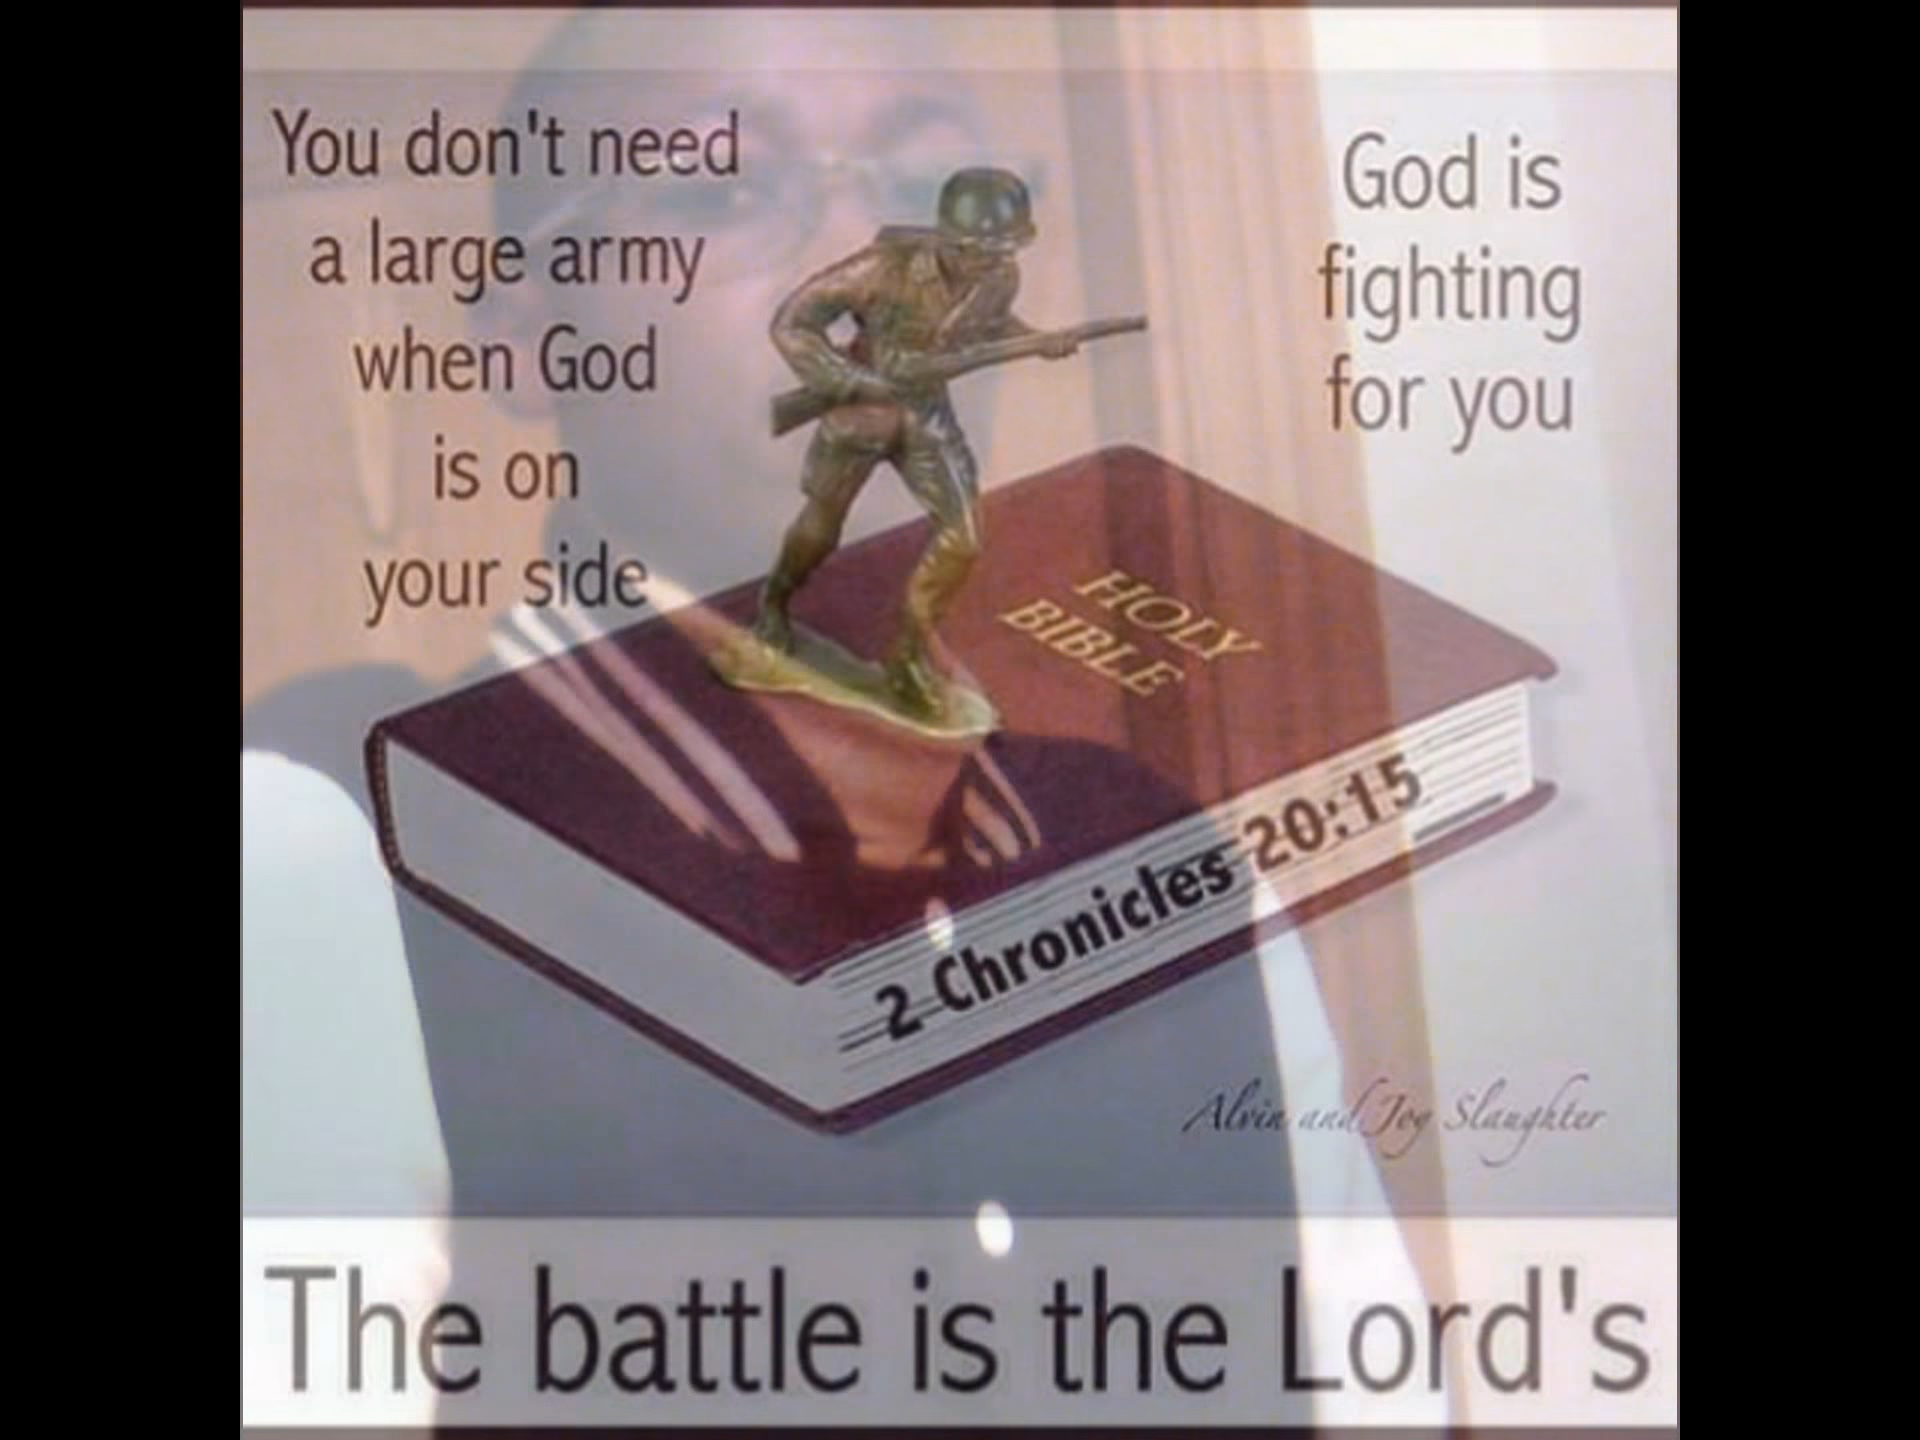 You don't need
a large army
when God
is on
your side
God is
fighting
for you
HOLY
BIBLE
2 Chronicles 20:15
Alvin and Joy Slaughter
The battle is the Lord's